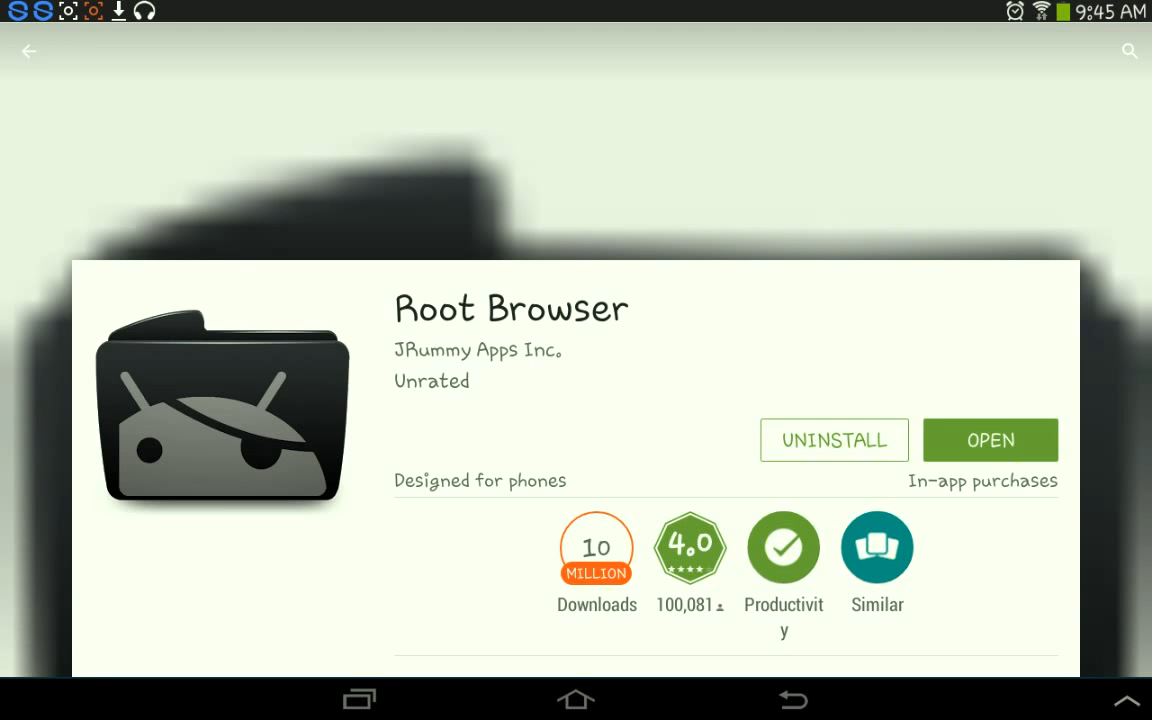 9:45 AM
Root Browser
JRummy Apps Inc.
Unrated
UNINSTALL
OPEN
Designed for phones
In-app purchases
10
MILLION
Downloads
4.0
100,081
Productivit
y
Similar